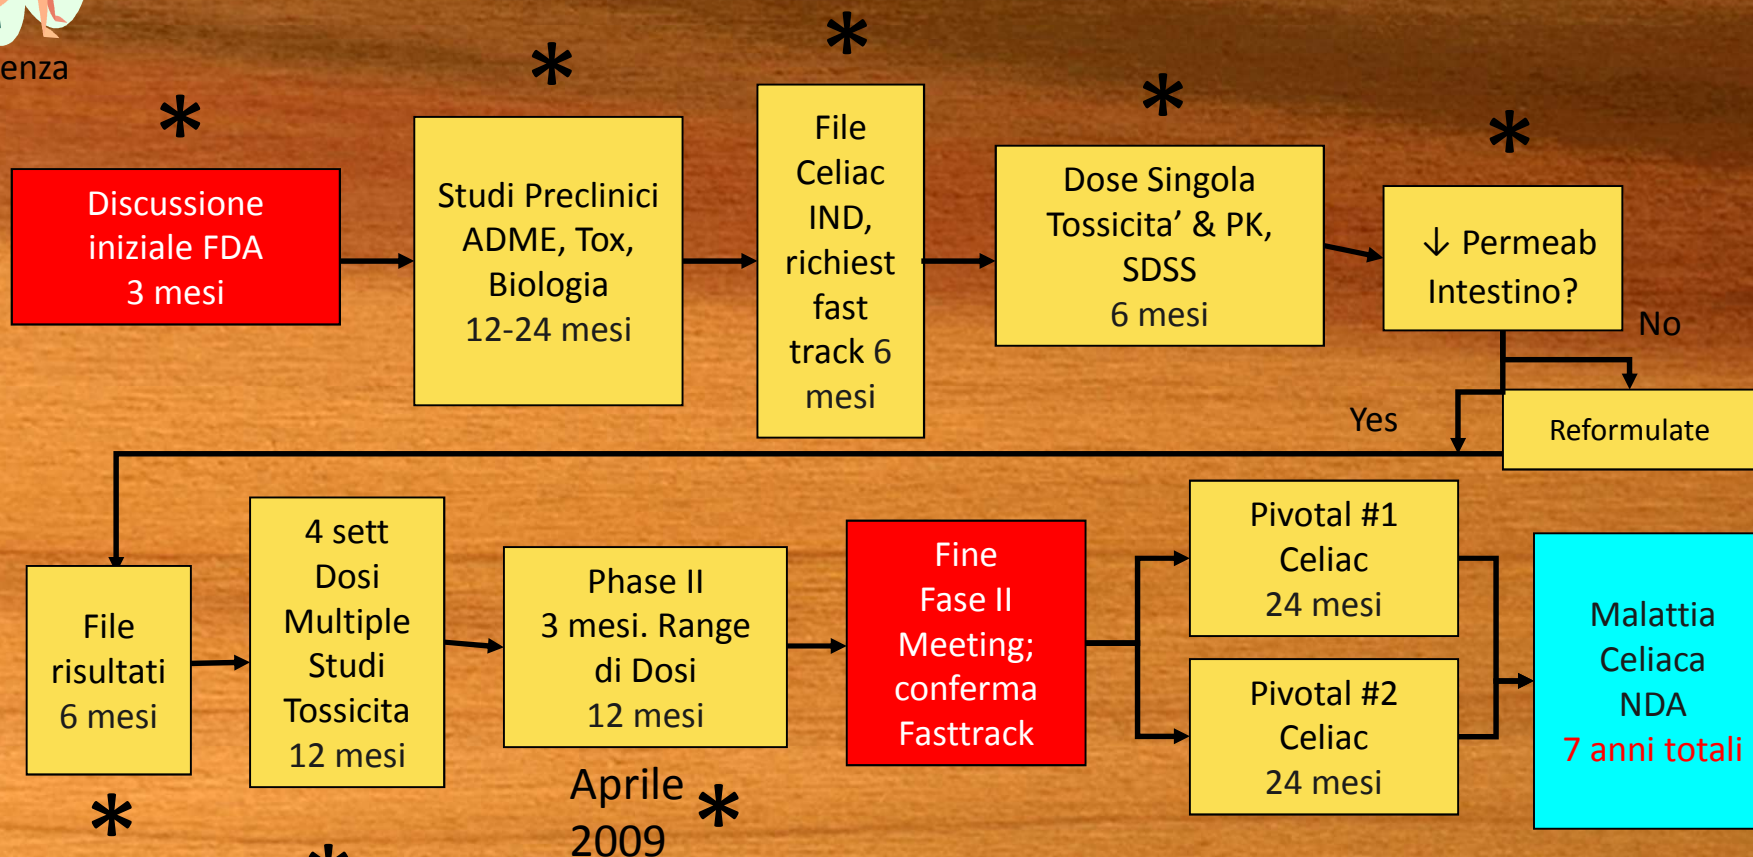 enza
*
*
*
*
*
Discussione
iniziale FDA
3 mesi
Studi Preclinici
ADME, Tox,
Biologia
12-24 mesi
File
Celiac
IND,
richiest
fast
track 6
mesi
Dose Singola
Tossicita’ & PK,
SDSS
6 mesi
↓ Permeab
Intestino?
No
Yes
Reformulate
File
risultati
6 mesi
4 sett
Dosi
Multiple
Studi
Tossicita
12 mesi
Phase II
3 mesi. Range
di Dosi
12 mesi
Fine
Fase II
Meeting;
conferma
Fasttrack
Pivotal #1
Celiac
24 mesi
Pivotal #2
Celiac
24 mesi
Malattia
Celiaca
NDA
7 anni totali
*
*
Aprile
2009
*